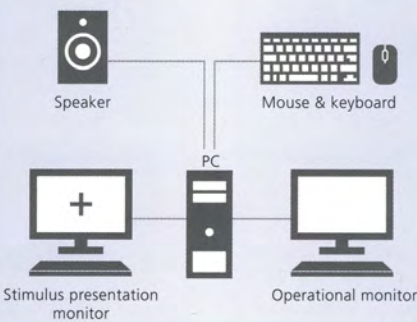 Speaker
Mouse & keyboard
PC
Stimulus presentation
monitor
Operational monitor